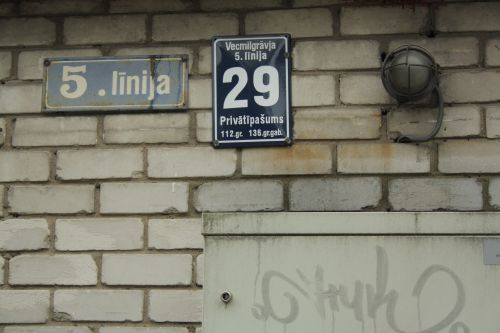 5. līnija
Vecmīlgrāvja
5. līnija
29
Privātīpašums
112.gr. 136.gr.gab.